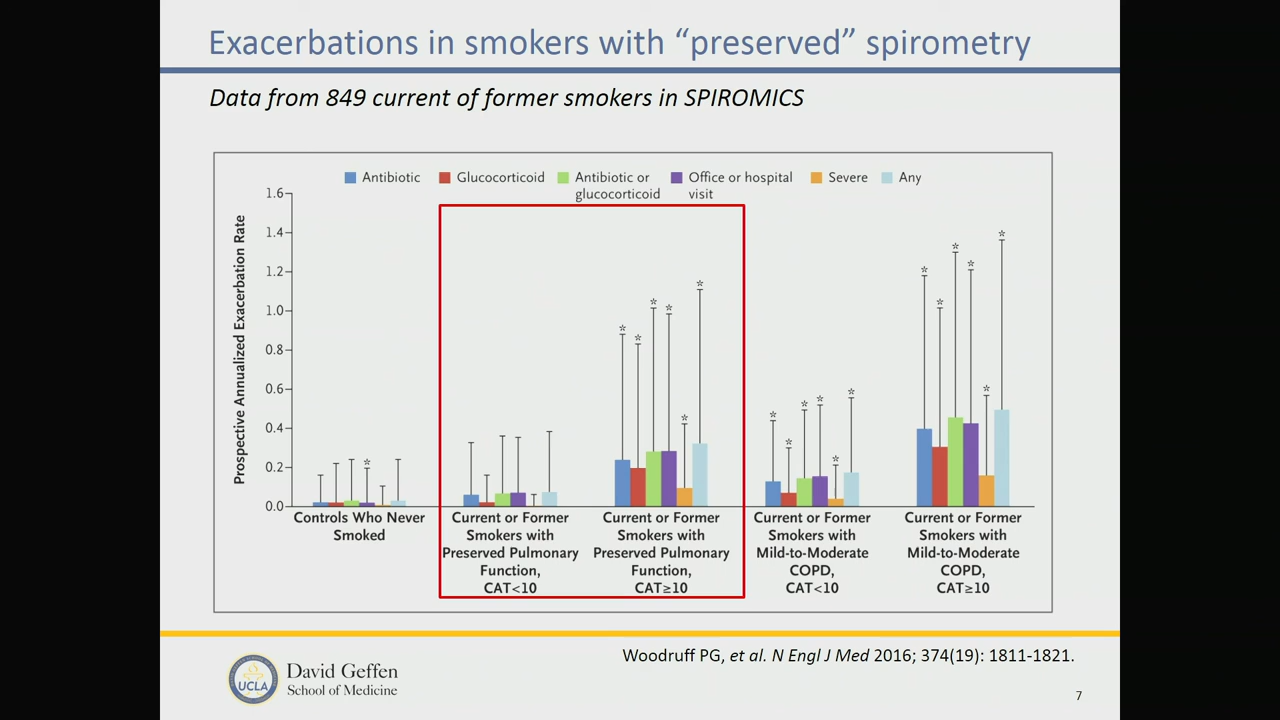 Exacerbations in smokers with “preserved” spirometry
Data from 849 current of former smokers in SPIROMICS
Antibiotic
Glucocorticoid
Antibiotic or
glucocorticoid
Office or hospital
visit
Severe
Any
Prospective Annualized Exacerbation Rate
1.6
1.4
1.2
1.0
0.8
0.6
0.4
0.2
0.0
*
* * * * * *
* * * * * *
* * * * * *
Controls Who Never
Smoked
Current or Former
Smokers with
Preserved Pulmonary
Function,
CAT<10
Current or Former
Smokers with
Preserved Pulmonary
Function,
CAT≥10
Current or Former
Smokers with
Mild-to-Moderate
COPD,
CAT<10
Current or Former
Smokers with
Mild-to-Moderate
COPD,
CAT≥10
Woodruff PG, et al. N Engl J Med 2016; 374(19): 1811-1821.
UCLA
David Geffen
School of Medicine
7